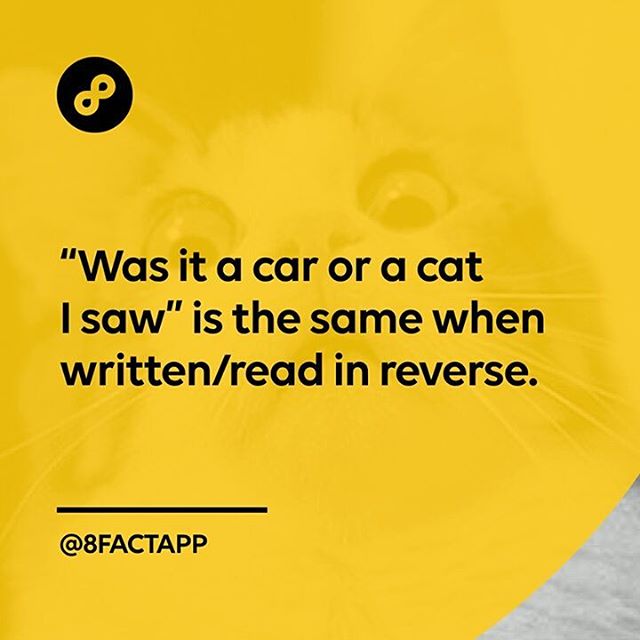 “Was it a car or a cat
I saw” is the same when
written/read in reverse.
@8FACTAPP